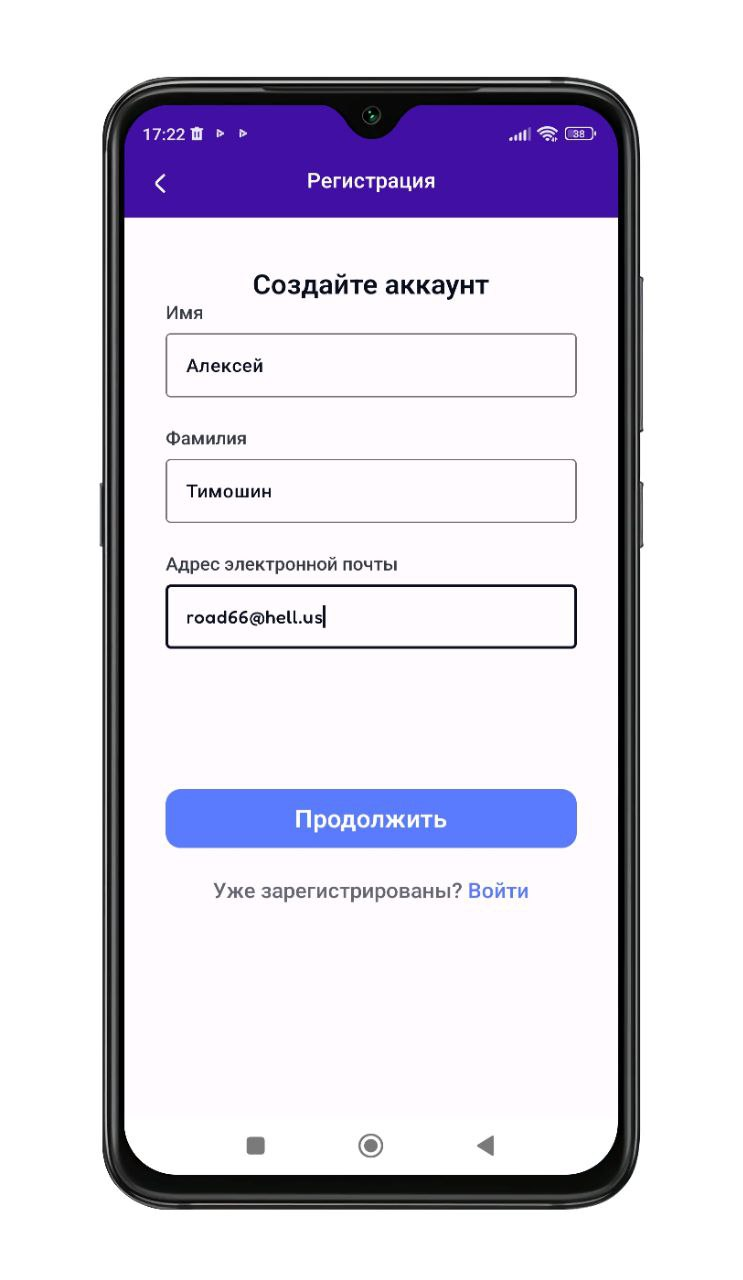 17:22
38
Регистрация
Создайте аккаунт
Имя
Алексей
Фамилия
Тимошин
Адрес электронной почты
road66@hell.us
Продолжить
Уже зарегистрированы? Войти